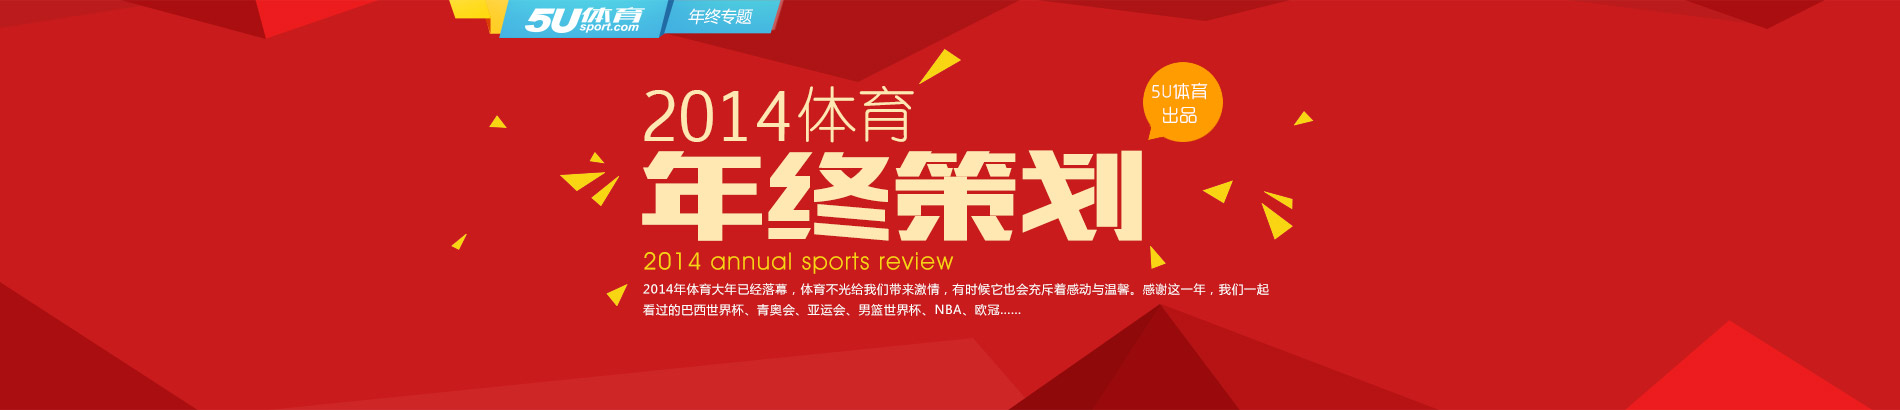 5U体育
sport.com
年终专题
2014体育
5U体育
出品
年终策划
2014 annual sports review
2014年体育大年已经落幕，体育不光给我们带来激情，有时候它也会充斥着感动与温馨。感谢这一年，我们一起
看过的巴西世界杯、青奥会、亚运会、男篮世界杯、NBA、欧冠......